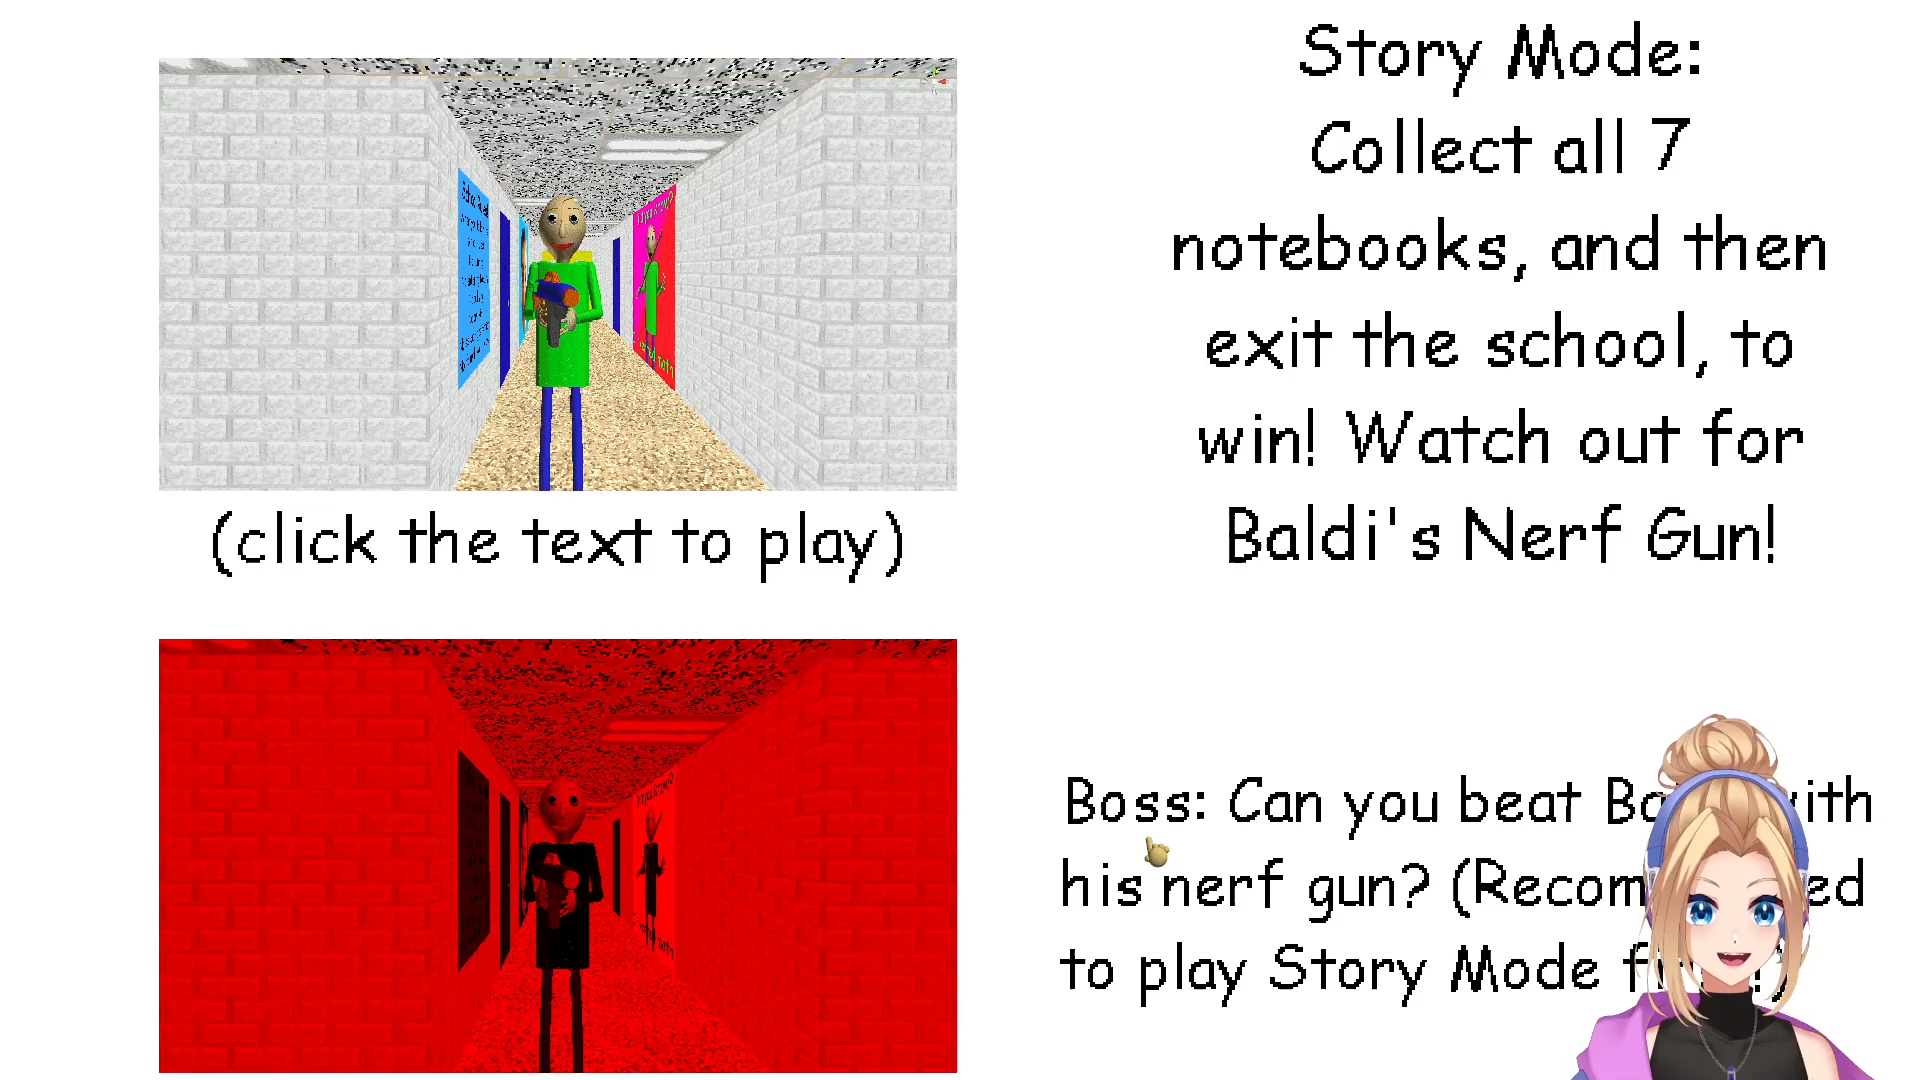 Story Mode:
Collect all 7
notebooks, and then
exit the school, to
win! Watch out for
Baldi's Nerf Gun!
(click the text to play)
Boss: Can you beat
his nerf gun? (
to play Story Mode